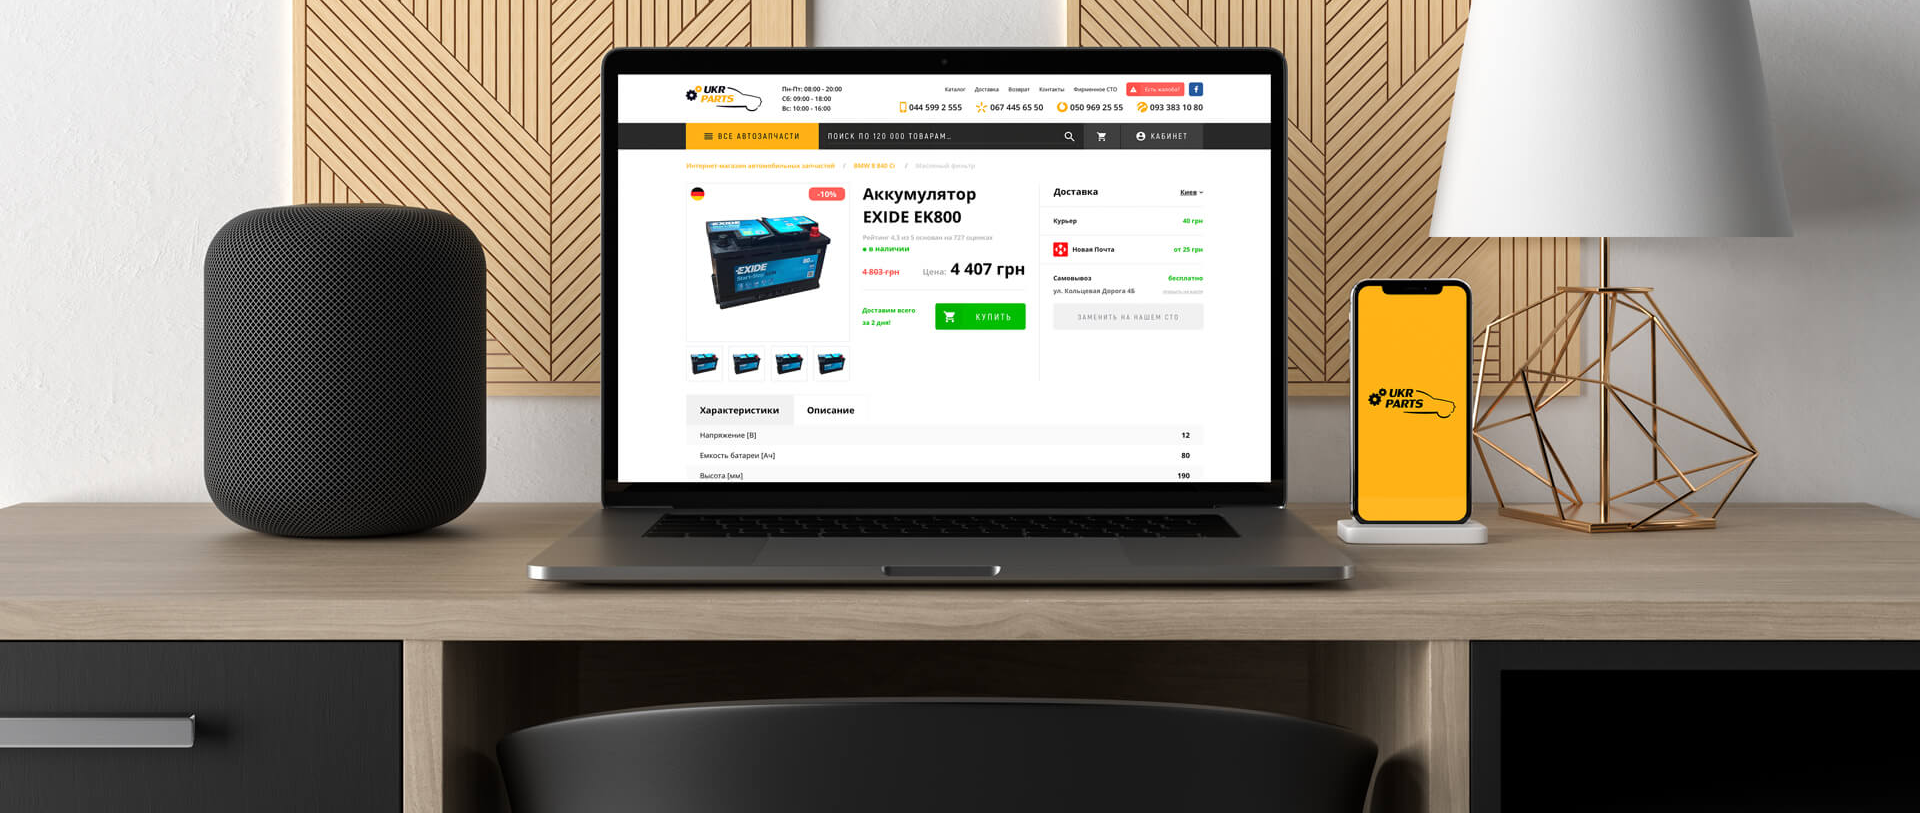 UKR
PARTS
Пн-Пт: 08:00 - 20:00
Сб: 09:00 - 18:00
Вс: 10:00 - 16:00
Каталог Доставка Возврат Контакты Фирменное СТО Есть жалоба?
044 599 2 555 067 445 65 50 050 969 25 55 093 383 10 80
ВСЕ АВТОЗАПЧАСТИ ПОИСК ПО 120 000 ТОВАРАМ... КАБИНЕТ
Интернет-магазин автомобильных запчастей / BMW 8 840 Ci / Масляный фильтр
-10%
EXIDE
Start-Stop
Аккумулятор
EXIDE EK800
Рейтинг 4,3 из 5 основан на 727 оценках
в наличии
4 803 грн Цена: 4 407 грн
Доставим всего
за 2 дня!
КУПИТЬ
Доставка Киев
Курьер 40 грн
Новая Почта от 25 грн
Самовывоз бесплатно
ул. Кольцевая Дорога 4Б
ЗАМЕНИТЬ НА НАШЕМ СТО
Характеристики Описание
Напряжение [В] 12
Емкость батареи [Ач] 80
Высота [мм] 190
UKR
PARTS